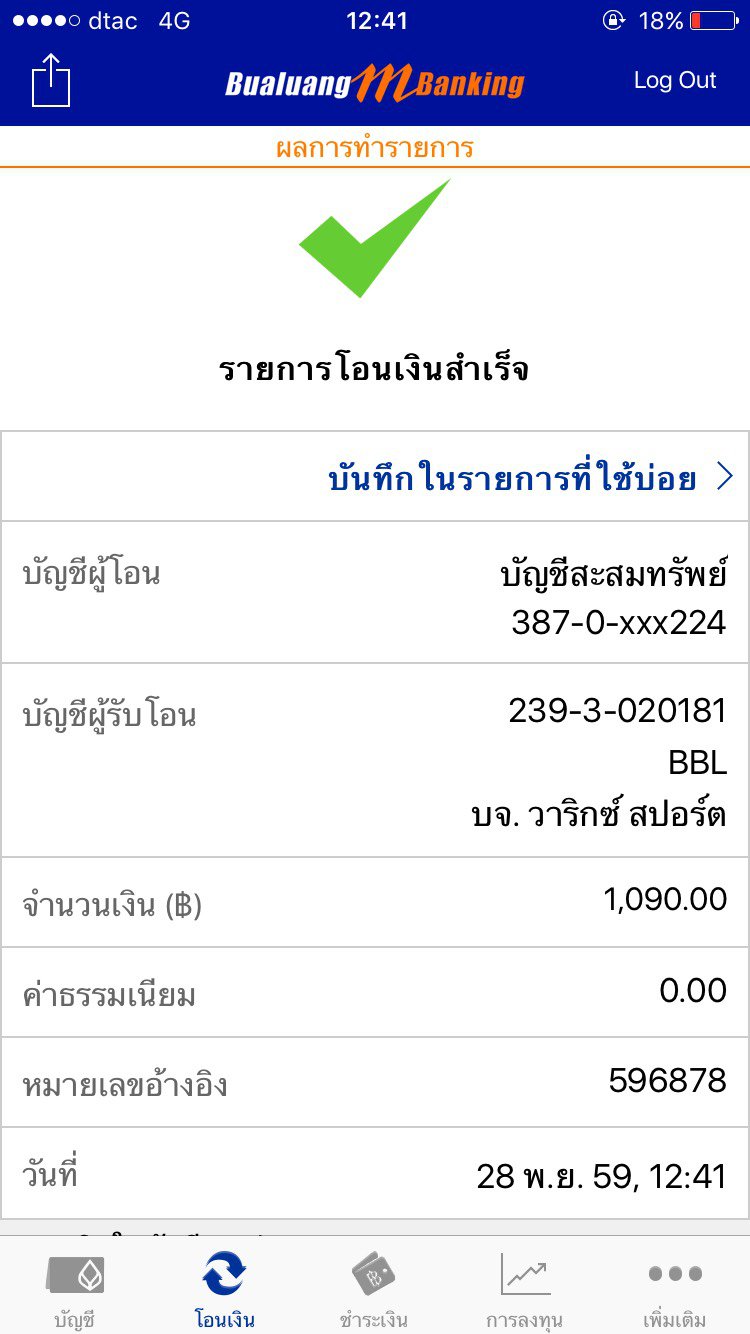 dtac 4G 12:41 18%
Bualuang mBanking Log Out
ผลการทำรายการ
รายการโอนเงินสำเร็จ
บันทึกในรายการที่ใช้บ่อย
บัญชีผู้โอน บัญชีสะสมทรัพย์
387-0-xxx224
บัญชีผู้รับโอน 239-3-020181
BBL
บจ. วาริกซ์ สปอร์ต
จำนวนเงิน (฿) 1,090.00
ค่าธรรมเนียม 0.00
หมายเลขอ้างอิง 596878
วันที่ 28 พ.ย. 59, 12:41
บัญชี โอนเงิน ชำระเงิน การลงทุน เพิ่มเติม